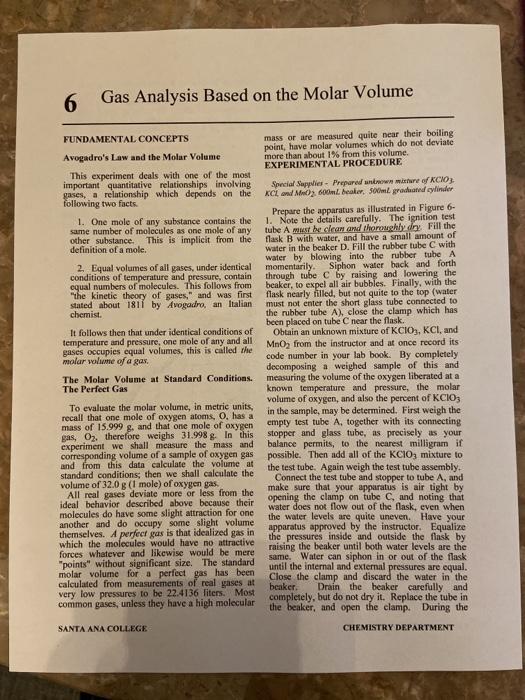 6 Gas Analysis Based on the Molar Volume
FUNDAMENTAL CONCEPTS
Avogadro's Law and the Molar Volume
This experiment deals with one of the most
important quantitative relationships involving
gases, a relationship which depends on the
following two facts.
1. One mole of any substance contains the
same number of molecules as one mole of any
other substance. This is implicit from the
definition of a mole.
2. Equal volumes of all gases, under identical
conditions of temperature and pressure, contain
equal numbers of molecules. This follows from
"the kinetic theory of gases," and was first
stated about 1811 by Avogadro, an Italian
chemist.
It follows then that under identical conditions of
temperature and pressure, one mole of any and all
gases occupies equal volumes, this is called the
molar volume of a gas.
The Molar Volume at Standard Conditions.
The Perfect Gas
To evaluate the molar volume, in metric units,
recall that one mole of oxygen atoms, O, has a
mass of 15.999 g, and that one mole of oxygen
gas, O2, therefore weighs 31.998 g. In this
experiment we shall measure the mass and
corresponding volume of a sample of oxygen gas
and from this data calculate the volume at
standard conditions; then we shall calculate the
volume of 32.0 g (1 mole) of oxygen gas.
All real gases deviate more or less from the
ideal behavior described above because their
molecules do have some slight attraction for one
another and do occupy some slight volume
themselves. A perfect gas is that idealized gas in
which the molecules would have no attractive
forces whatever and likewise would be mere
"points" without significant size. The standard
molar volume for a perfect gas has been
calculated from measurements of real gases at
very low pressures to be 22.4136 liters. Most
common gases, unless they have a high molecular
mass or are measured quite near their boiling
point, have molar volumes which do not deviate
more than about 1% from this volume.
EXPERIMENTAL PROCEDURE
Special Supplies - Prepared unknown mixture of KClO3,
KCl, and MnO2, 600mL beaker, 500mL graduated cylinder
Prepare the apparatus as illustrated in Figure 6-
1. Note the details carefully. The ignition test
tube A must be clean and thoroughly dry. Fill the
flask B with water, and have a small amount of
water in the beaker D. Fill the rubber tube C with
water by blowing into the rubber tube A
momentarily. Siphon water back and forth
through tube C by raising and lowering the
beaker, to expel all air bubbles. Finally, with the
flask nearly filled, but not quite to the top (water
must not enter the short glass tube connected to
the rubber tube A), close the clamp which has
been placed on tube C near the flask.
Obtain an unknown mixture of KClO3, KCl, and
MnO2 from the instructor and at once record its
code number in your lab book. By completely
decomposing a weighed sample of this and
measuring the volume of the oxygen liberated at a
known temperature and pressure, the molar
volume of oxygen, and also the percent of KClO3
in the sample, may be determined. First weigh the
empty test tube A, together with its connecting
stopper and glass tube, as precisely as your
balance permits, to the nearest milligram if
possible. Then add all of the KClO3 mixture to
the test tube. Again weigh the test tube assembly.
Connect the test tube and stopper to tube A, and
make sure that your apparatus is air tight by
opening the clamp on tube C, and noting that
water does not flow out of the flask, even when
the water levels are quite uneven. Have your
apparatus approved by the instructor. Equalize
the pressures inside and outside the flask by
raising the beaker until both water levels are the
same. Water can siphon in or out of the flask
until the internal and external pressures are equal.
Close the clamp and discard the water in the
beaker. Drain the beaker carefully and
completely, but do not dry it. Replace the tube in
the beaker, and open the clamp. During the
SANTA ANA COLLEGE
CHEMISTRY DEPARTMENT